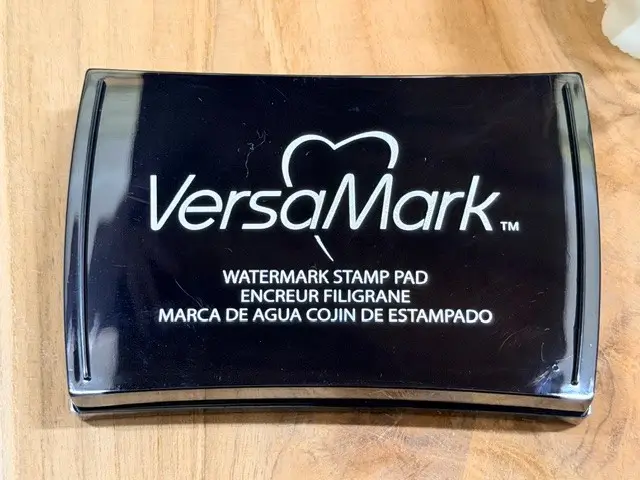 VersaMark™
WATERMARK STAMP PAD
ENCREUR FILIGRANE
MARCA DE AGUA COJIN DE ESTAMPADO